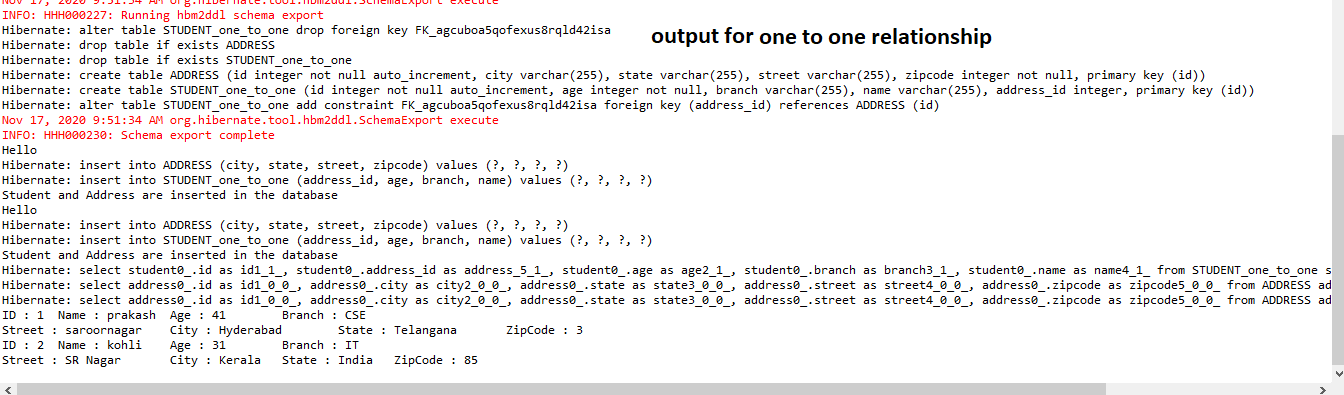 Nov 17, 2020 9:51:34 AM org.hibernate.tool.hbm2ddl.SchemaExport execute
INFO: HHH000227: Running hbm2ddl schema export
Hibernate: alter table STUDENT_one_to_one drop foreign key FK_agcuboa5qofexus8rqld42isa
output for one to one relationship
Hibernate: drop table if exists ADDRESS
Hibernate: drop table if exists STUDENT_one_to_one
Hibernate: create table ADDRESS (id integer not null auto_increment, city varchar(255), state varchar(255), street varchar(255), zipcode integer not null, primary key (id))
Hibernate: create table STUDENT_one_to_one (id integer not null auto_increment, age integer not null, branch varchar(255), name varchar(255), address_id integer, primary key (id))
Hibernate: alter table STUDENT_one_to_one add constraint FK_agcuboa5qofexus8rqld42isa foreign key (address_id) references ADDRESS (id)
Nov 17, 2020 9:51:34 AM org.hibernate.tool.hbm2ddl.SchemaExport execute
INFO: HHH000230: Schema export complete
Hello
Hibernate: insert into ADDRESS (city, state, street, zipcode) values (?, ?, ?, ?)
Hibernate: insert into STUDENT_one_to_one (address_id, age, branch, name) values (?, ?, ?, ?)
Student and Address are inserted in the database
Hello
Hibernate: insert into ADDRESS (city, state, street, zipcode) values (?, ?, ?, ?)
Hibernate: insert into STUDENT_one_to_one (address_id, age, branch, name) values (?, ?, ?, ?)
Student and Address are inserted in the database
Hibernate: select student0_.id as id1_1_, student0_.address_id as address_5_1_, student0_.age as age2_1_, student0_.branch as branch3_1_, student0_.name as name4_1_ from STUDENT_one_to_one s
Hibernate: select address0_.id as id1_0_0_, address0_.city as city2_0_0_, address0_.state as state3_0_0_, address0_.street as street4_0_0_, address0_.zipcode as zipcode5_0_0_ from ADDRESS ad
Hibernate: select address0_.id as id1_0_0_, address0_.city as city2_0_0_, address0_.state as state3_0_0_, address0_.street as street4_0_0_, address0_.zipcode as zipcode5_0_0_ from ADDRESS ad
ID : 1 Name : prakash Age : 41 Branch : CSE
Street : saroornagar City : Hyderabad State : Telangana ZipCode : 3
ID : 2 Name : kohli Age : 31 Branch : IT
Street : SR Nagar City : Kerala State : India ZipCode : 85